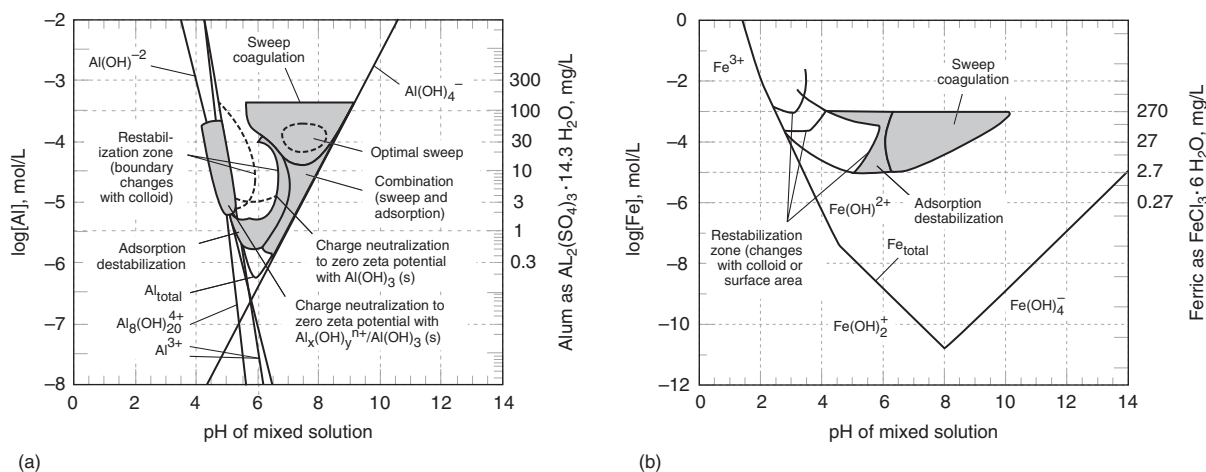 −2
−3
−4
−5
−6
−7
−8
log[Al], mol/L
0
2
4
6
8
10
12
14
pH of mixed solution
(a)
300
100
30
10
3
1
0.3
Alum as AL2(SO4)3·14.3 H2O, mg/L
Al(OH)−2
Sweep
coagulation
Al(OH)4−
Restabil-
ization zone
(boundary
changes
with colloid)
Optimal sweep
Combination
(sweep and
adsorption)
Adsorption
destabilization
Charge neutralization
to zero zeta potential
with Al(OH)3 (s)
Altotal
Al8(OH)20 4+
Al3+
Charge neutralization to
zero zeta potential with
Alx(OH)y n+/Al(OH)3 (s)
0
−2
−4
−6
−8
−10
−12
log[Fe], mol/L
0
2
4
6
8
10
12
14
pH of mixed solution
(b)
270
27
2.7
0.27
Ferric as FeCl3·6 H2O, mg/L
Fe3+
Sweep
coagulation
Fe(OH)2+
Adsorption
destabilization
Restabilization
zone (changes
with colloid or
surface area
Fetotal
Fe(OH)2+
Fe(OH)4−